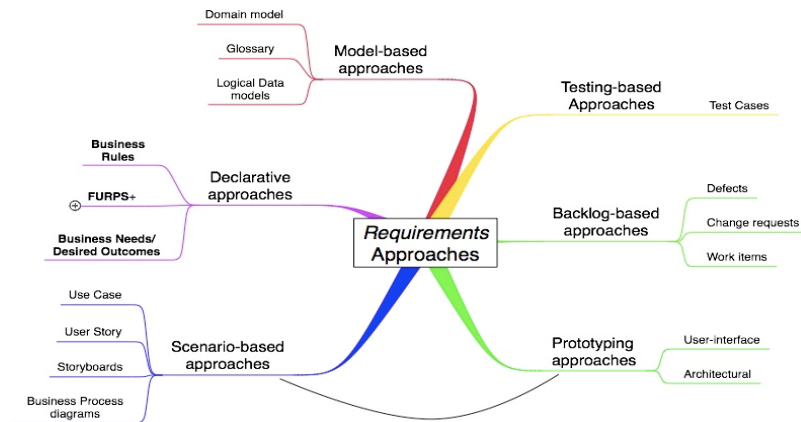 Requirements
Approaches
Model-based
approaches
Domain model
Glossary
Logical Data
models
Declarative
approaches
Business
Rules
FURPS+
Business Needs/
Desired Outcomes
Scenario-based
approaches
Use Case
User Story
Storyboards
Business Process
diagrams
Testing-based
Approaches
Test Cases
Backlog-based
approaches
Defects
Change requests
Work items
Prototyping
approaches
User-interface
Architectural